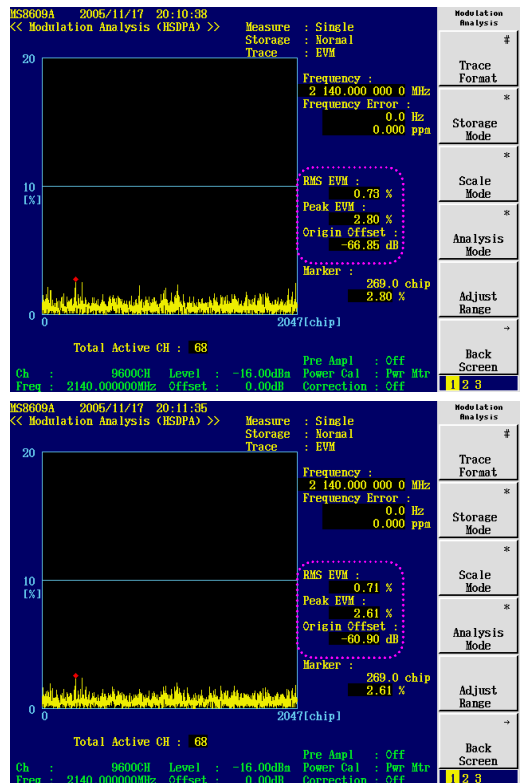 MS8609A 2005/11/17 20:10:38
<< Modulation Analysis (HSDPA) >> Measure : Single
Storage : Normal
Trace : EVM
20
Frequency :
2 140.000 000 0 MHz
Frequency Error :
0.0 Hz
0.000 ppm
10
[%]
RMS EVM :
0.73 %
Peak EVM :
2.80 %
Origin Offset :
-66.85 dB
Marker :
269.0 chip
2.80 %
0
0 2047[chip]
Total Active CH : 68
Pre Ampl : Off
Ch : 9600CH Level : -16.00dBm Power Cal : Pwr Mtr
Freq : 2140.000000MHz Offset : 0.00dB Correction : Off
Modulation
Analysis
#
Trace
Format
*
Storage
Mode
*
Scale
Mode
*
Analysis
Mode
Adjust
Range
→
Back
Screen
1 2 3
MS8609A 2005/11/17 20:11:35
<< Modulation Analysis (HSDPA) >> Measure : Single
Storage : Normal
Trace : EVM
20
Frequency :
2 140.000 000 0 MHz
Frequency Error :
0.0 Hz
0.000 ppm
10
[%]
RMS EVM :
0.71 %
Peak EVM :
2.61 %
Origin Offset :
-60.90 dB
Marker :
269.0 chip
2.61 %
0
0 2047[chip]
Total Active CH : 68
Pre Ampl : Off
Ch : 9600CH Level : -16.00dBm Power Cal : Pwr Mtr
Freq : 2140.000000MHz Offset : 0.00dB Correction : Off
Modulation
Analysis
#
Trace
Format
*
Storage
Mode
*
Scale
Mode
*
Analysis
Mode
Adjust
Range
→
Back
Screen
1 2 3